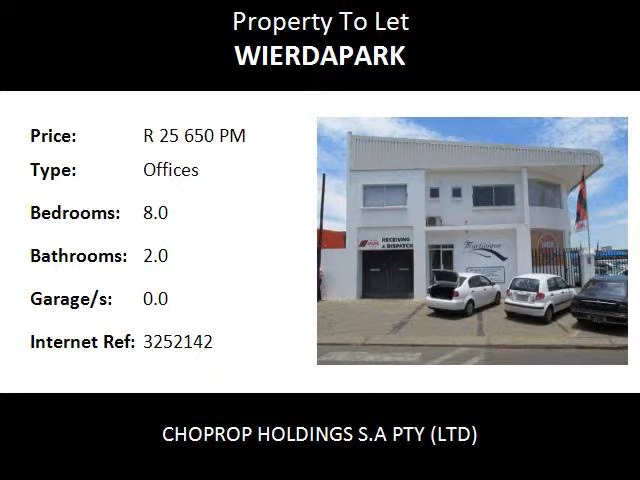 Property To Let
WIERDAPARK
Price: R 25 650 PM
Type: Offices
Bedrooms: 8.0
Bathrooms: 2.0
Garage/s: 0.0
Internet Ref: 3252142
RECEIVING
& DISPATCH
Martinique
CHOPROP HOLDINGS S.A PTY (LTD)